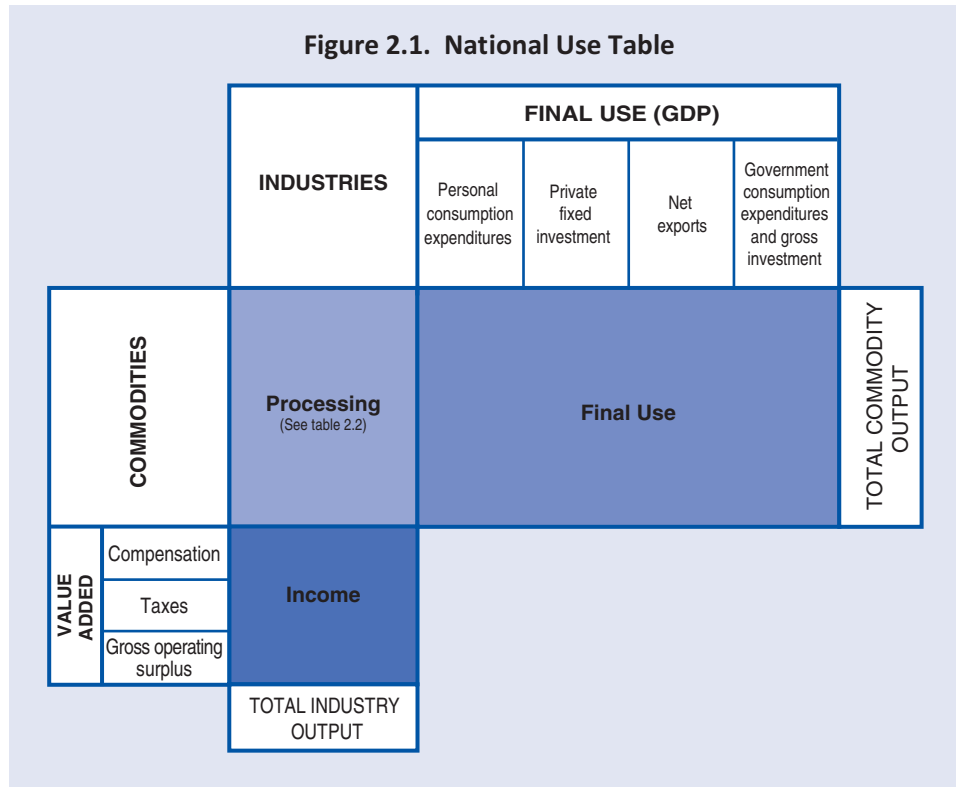 Figure 2.1. National Use Table
FINAL USE (GDP)
INDUSTRIES
Personal
consumption
expenditures
Private
fixed
investment
Net
exports
Government
consumption
expenditures
and gross
investment
COMMODITIES
Processing
(See table 2.2)
Final Use
TOTAL COMMODITY
OUTPUT
VALUE
ADDED
Compensation
Taxes
Gross operating
surplus
Income
TOTAL INDUSTRY
OUTPUT